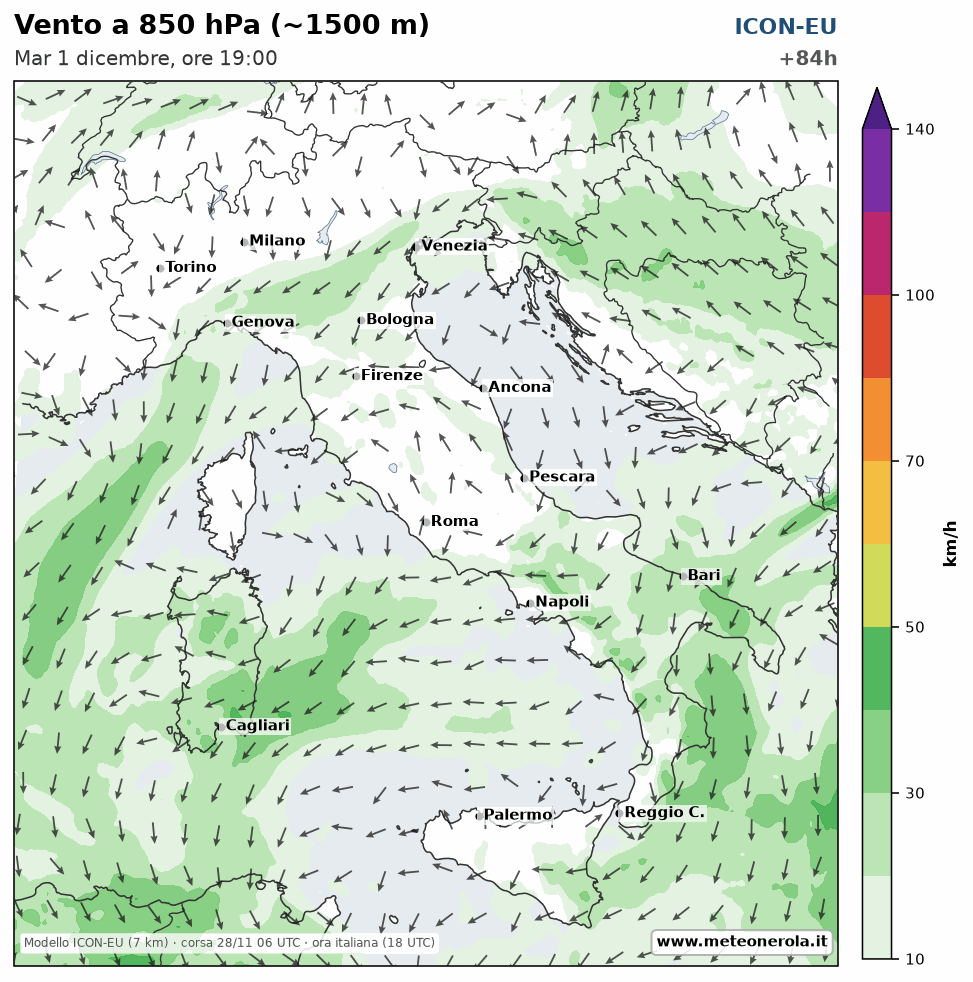 Vento a 850 hPa (~1500 m)
ICON-EU
Mar 1 dicembre, ore 19:00
+84h
140
100
70
50
30
10
km/h
Milano
Venezia
Torino
Genova
Bologna
Firenze
Ancona
Pescara
Roma
Bari
Napoli
Cagliari
Palermo
Reggio C.
Modello ICON-EU (7 km) · corsa 28/11 06 UTC · ora italiana (18 UTC)
www.meteonerola.it